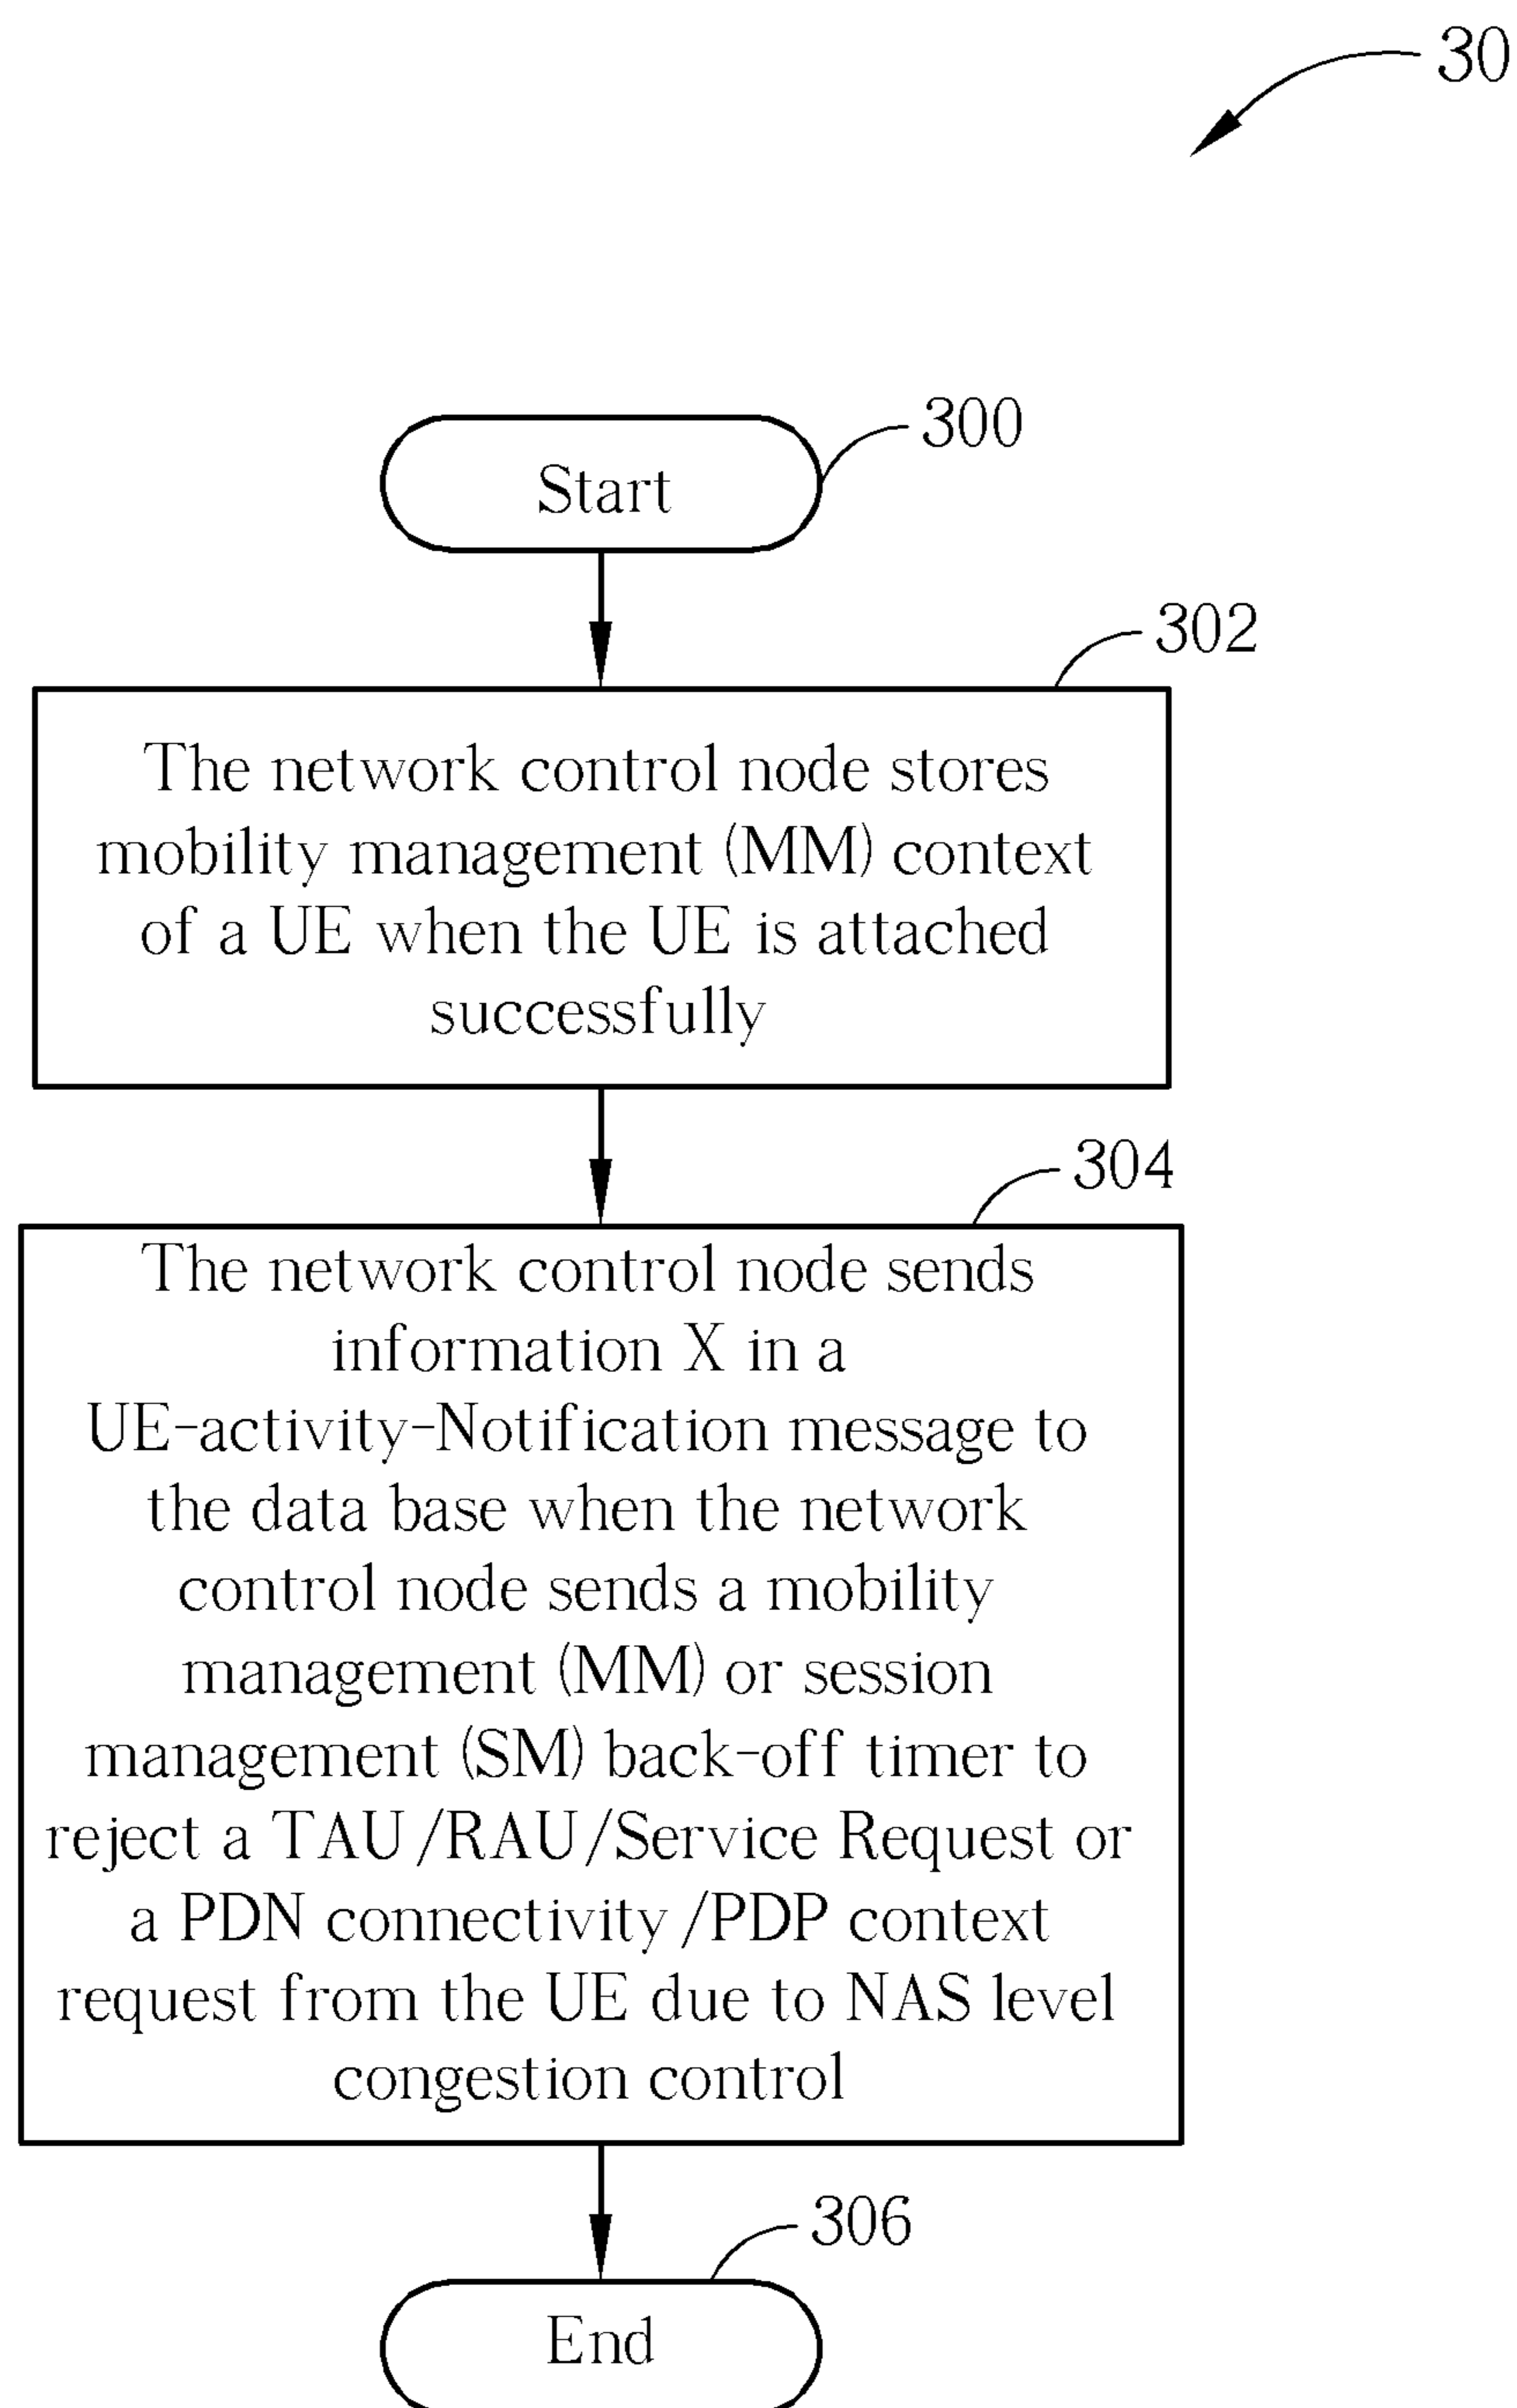 30
300
Start
302
The network control node stores
mobility management (MM) context
of a UE when the UE is attached
successfully
304
The network control node sends
information X in a
UE-activity-Notification message to
the data base when the network
control node sends a mobility
management (MM) or session
management (SM) back-off timer to
reject a TAU/RAU/Service Request or
a PDN connectivity/PDP context
request from the UE due to NAS level
congestion control
306
End